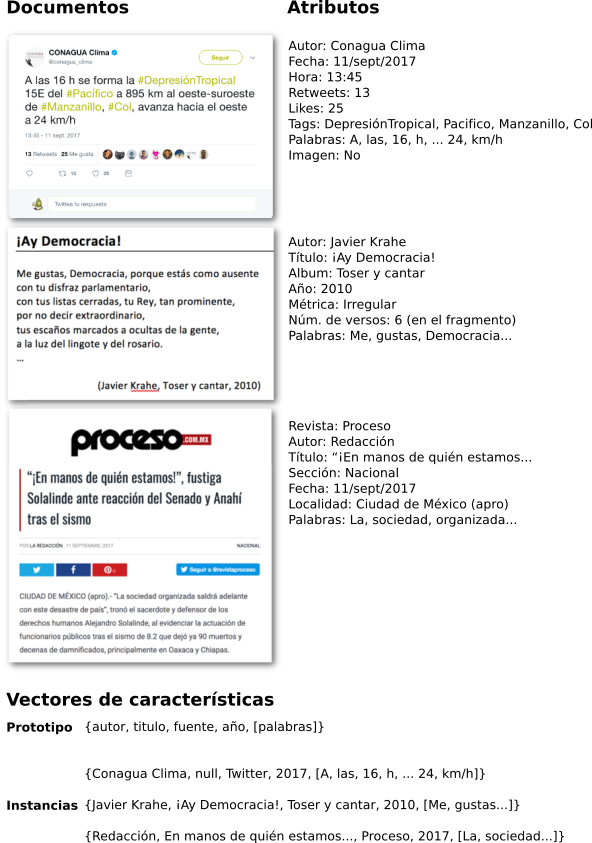 Documentos
Atributos
CONAGUA Clima
@conagua_clima
Seguir
A las 16 h se forma la #DepresiónTropical
15E del #Pacífico a 895 km al oeste-suroeste
de #Manzanillo, #Col, avanza hacia el oeste
a 24 km/h
13:45 - 11 sept. 2017
13 Retweets 25 Me gusta
13
25
Twittea tu respuesta
Autor: Conagua Clima
Fecha: 11/sept/2017
Hora: 13:45
Retweets: 13
Likes: 25
Tags: DepresiónTropical, Pacifico, Manzanillo, Col
Palabras: A, las, 16, h, ... 24, km/h
Imagen: No
¡Ay Democracia!
Me gustas, Democracia, porque estás como ausente
con tu disfraz parlamentario,
con tus listas cerradas, tu Rey, tan prominente,
por no decir extraordinario,
tus escaños marcados a ocultas de la gente,
a la luz del lingote y del rosario.
...
(Javier Krahe, Toser y cantar, 2010)
Autor: Javier Krahe
Título: ¡Ay Democracia!
Album: Toser y cantar
Año: 2010
Métrica: Irregular
Núm. de versos: 6 (en el fragmento)
Palabras: Me, gustas, Democracia...
proceso.COM.MX
“¡En manos de quién estamos!”, fustiga
Solalinde ante reacción del Senado y Anahí
tras el sismo
POR LA REDACCIÓN , 11 SEPTIEMBRE, 2017
NACIONAL
Seguir a @revistaproceso
CIUDAD DE MÉXICO (apro).- “La sociedad organizada saldrá adelante
con este desastre de país”, tronó el sacerdote y defensor de los
derechos humanos Alejandro Solalinde, al evidenciar la actuación de
funcionarios públicos tras el sismo de 8.2 que dejó ya 90 muertos y
decenas de damnificados, principalmente en Oaxaca y Chiapas.
Revista: Proceso
Autor: Redacción
Título: “¡En manos de quién estamos...
Sección: Nacional
Fecha: 11/sept/2017
Localidad: Ciudad de México (apro)
Palabras: La, sociedad, organizada...
Vectores de características
Prototipo {autor, titulo, fuente, año, [palabras]}
{Conagua Clima, null, Twitter, 2017, [A, las, 16, h, ... 24, km/h]}
Instancias {Javier Krahe, ¡Ay Democracia!, Toser y cantar, 2010, [Me, gustas...]}
{Redacción, En manos de quién estamos..., Proceso, 2017, [La, sociedad...]}